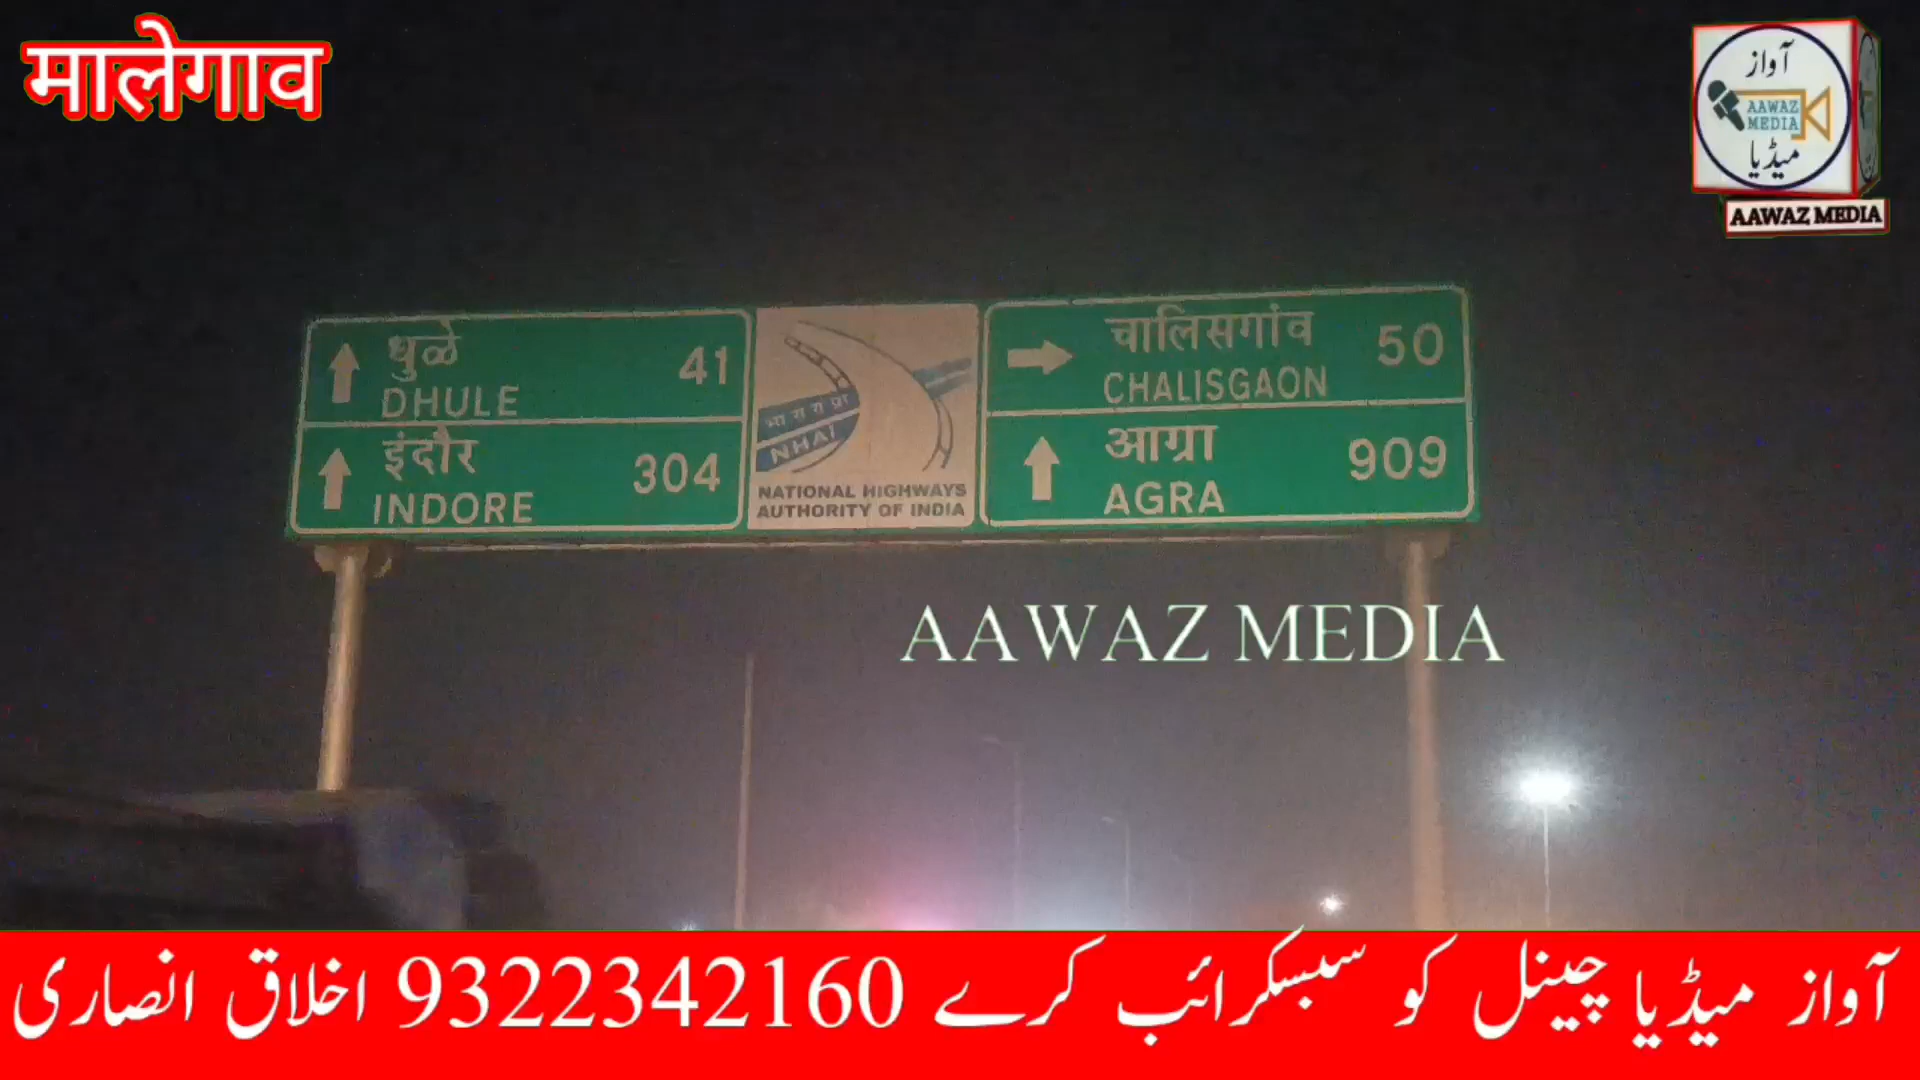 मालेगाव
آواز
AAWAZ
MEDIA
میڈیا
AAWAZ MEDIA
धुळे 41
DHULE
इंदौर 304
INDORE
भा रा रा प्रा
NHAI
NATIONAL HIGHWAYS
AUTHORITY OF INDIA
चालिसगांव 50
CHALISGAON
आग्रा 909
AGRA
AAWAZ MEDIA
آواز میڈیا چینل کو سبسکرائب کرے 9322342160 اخلاق انصاری